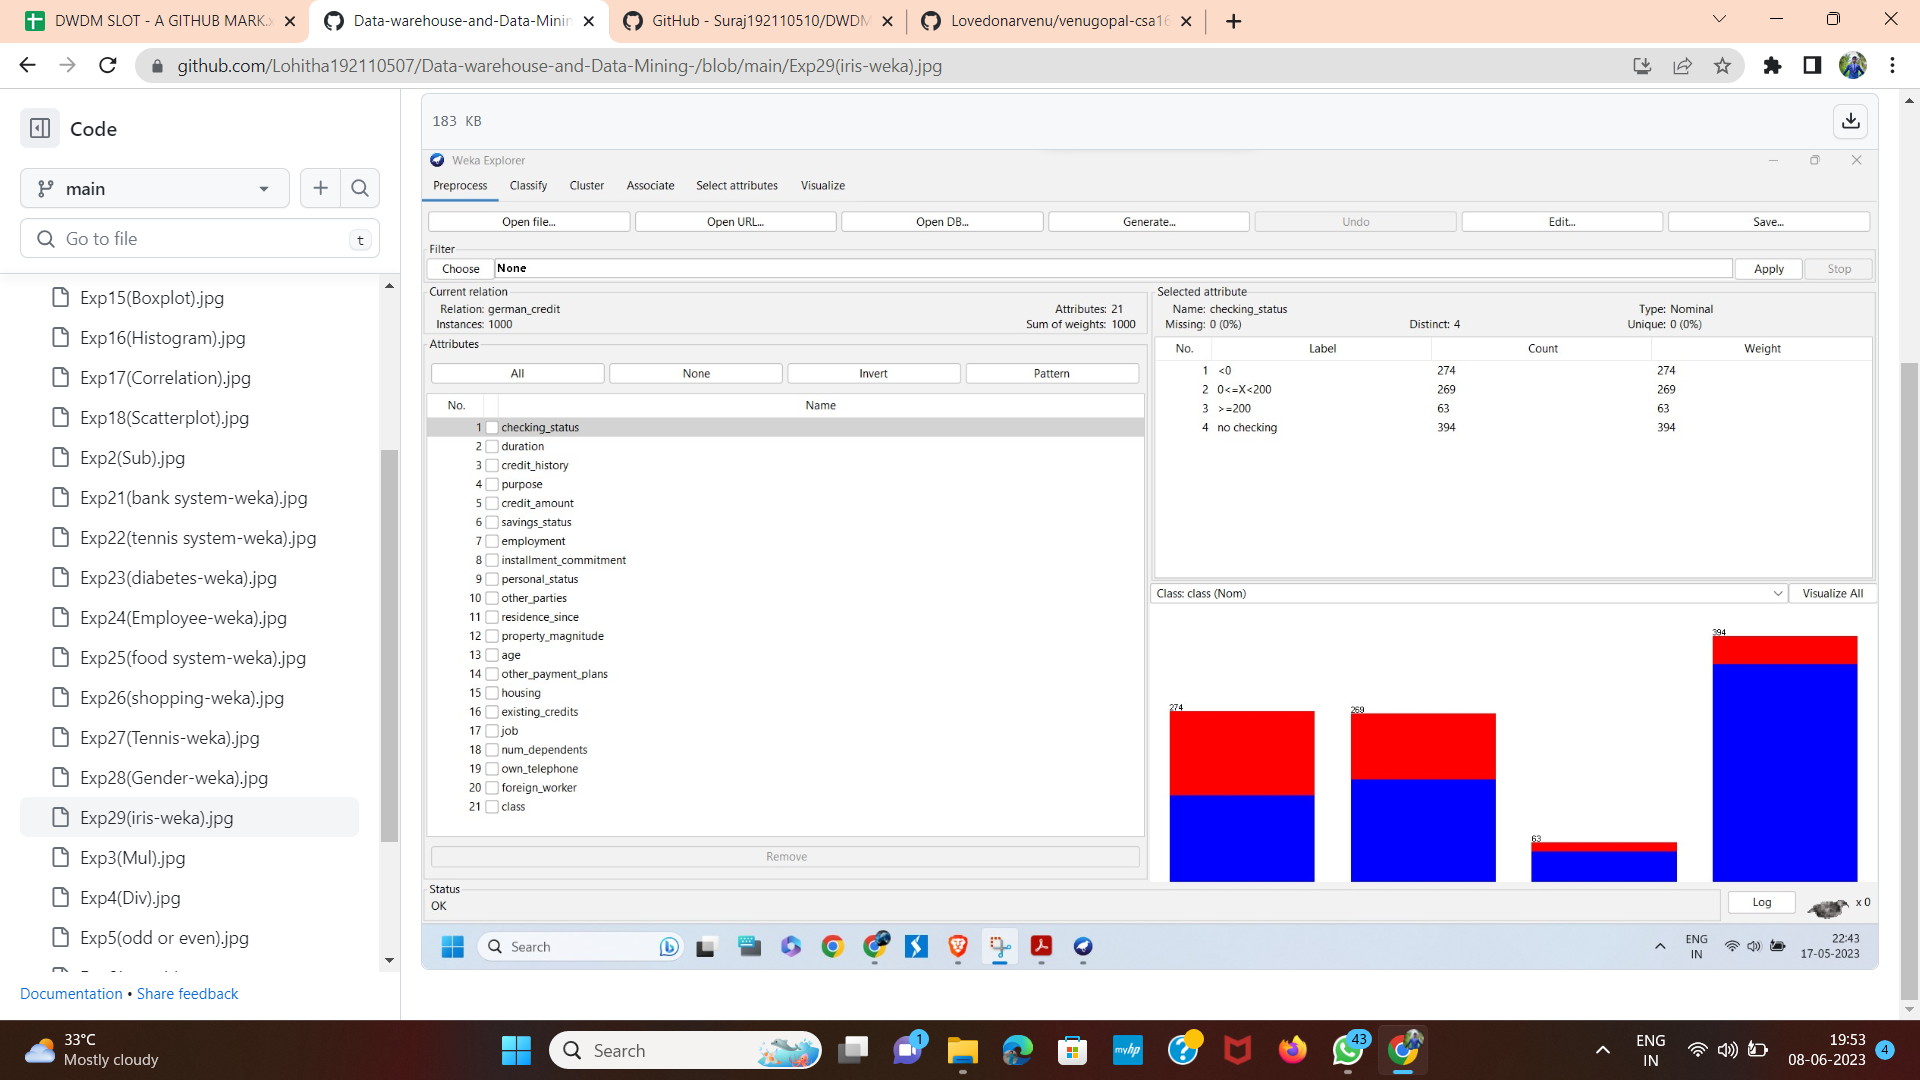 DWDM SLOT - A GITHUB MARK.x
Data-warehouse-and-Data-Minin
GitHub - Suraj192110510/DWDM
Lovedonarvenu/venugopal-csa16
github.com/Lohitha192110507/Data-warehouse-and-Data-Mining-/blob/main/Exp29(iris-weka).jpg
Code
main
Go to file
t
Exp15(Boxplot).jpg
Exp16(Histogram).jpg
Exp17(Correlation).jpg
Exp18(Scatterplot).jpg
Exp2(Sub).jpg
Exp21(bank system-weka).jpg
Exp22(tennis system-weka).jpg
Exp23(diabetes-weka).jpg
Exp24(Employee-weka).jpg
Exp25(food system-weka).jpg
Exp26(shopping-weka).jpg
Exp27(Tennis-weka).jpg
Exp28(Gender-weka).jpg
Exp29(iris-weka).jpg
Exp3(Mul).jpg
Exp4(Div).jpg
Exp5(odd or even).jpg
Documentation • Share feedback
183 KB
Weka Explorer
Preprocess Classify Cluster Associate Select attributes Visualize
Open file... Open URL... Open DB... Generate... Undo Edit... Save...
Filter
Choose None Apply Stop
Current relation
Relation: german_credit Attributes: 21
Instances: 1000 Sum of weights: 1000
Attributes
All None Invert Pattern
No. Name
1 checking_status
2 duration
3 credit_history
4 purpose
5 credit_amount
6 savings_status
7 employment
8 installment_commitment
9 personal_status
10 other_parties
11 residence_since
12 property_magnitude
13 age
14 other_payment_plans
15 housing
16 existing_credits
17 job
18 num_dependents
19 own_telephone
20 foreign_worker
21 class
Remove
Selected attribute
Name: checking_status Type: Nominal
Missing: 0 (0%) Distinct: 4 Unique: 0 (0%)
No. Label Count Weight
1 <0 274 274
2 0<=X<200 269 269
3 >=200 63 63
4 no checking 394 394
Class: class (Nom) Visualize All
274
269
63
394
Status
OK
Log x 0
Search
ENG
IN
22:43
17-05-2023
33°C
Mostly cloudy
Search
1
myhp
43
ENG
IN
19:53
08-06-2023
4